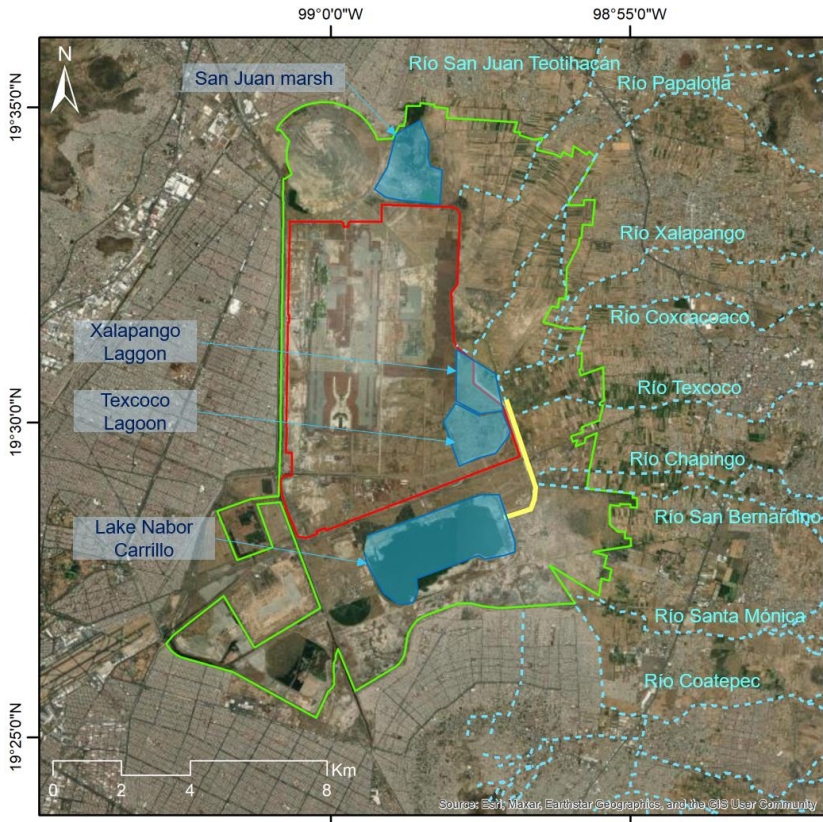 99°0'0"W
98°55'0"W
N
San Juan marsh
Río San Juan Teotihacán
Río Papalotla
19°35'0"N
Río Xalapango
Xalapango
Laggon
Río Coxcacoaco
Texcoco
Lagoon
Río Texcoco
19°30'0"N
Río Chapingo
Lake Nabor
Carrillo
Río San Bernardino
Río Santa Mónica
Río Coatepec
19°25'0"N
Km
0 2 4 8
Source: Esri, Maxar, Earthstar Geographics, and the GIS User Community